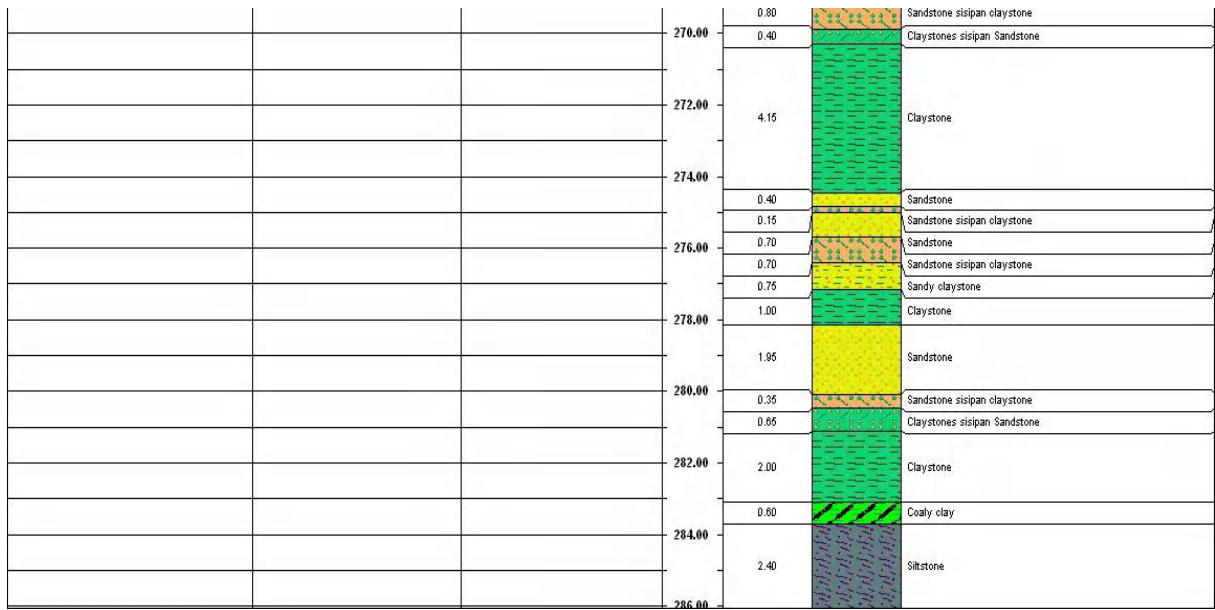 0.80 Sandstone sisipan claystone
270.00
0.40 Claystones sisipan Sandstone
272.00
4.15 Claystone
274.00
0.40 Sandstone
0.15 Sandstone sisipan claystone
276.00
0.70 Sandstone
0.70 Sandstone sisipan claystone
0.75 Sandy claystone
1.00 Claystone
278.00
1.95 Sandstone
280.00
0.35 Sandstone sisipan claystone
0.65 Claystones sisipan Sandstone
282.00
2.00 Claystone
0.60 Coaly clay
284.00
2.40 Siltstone
286.00